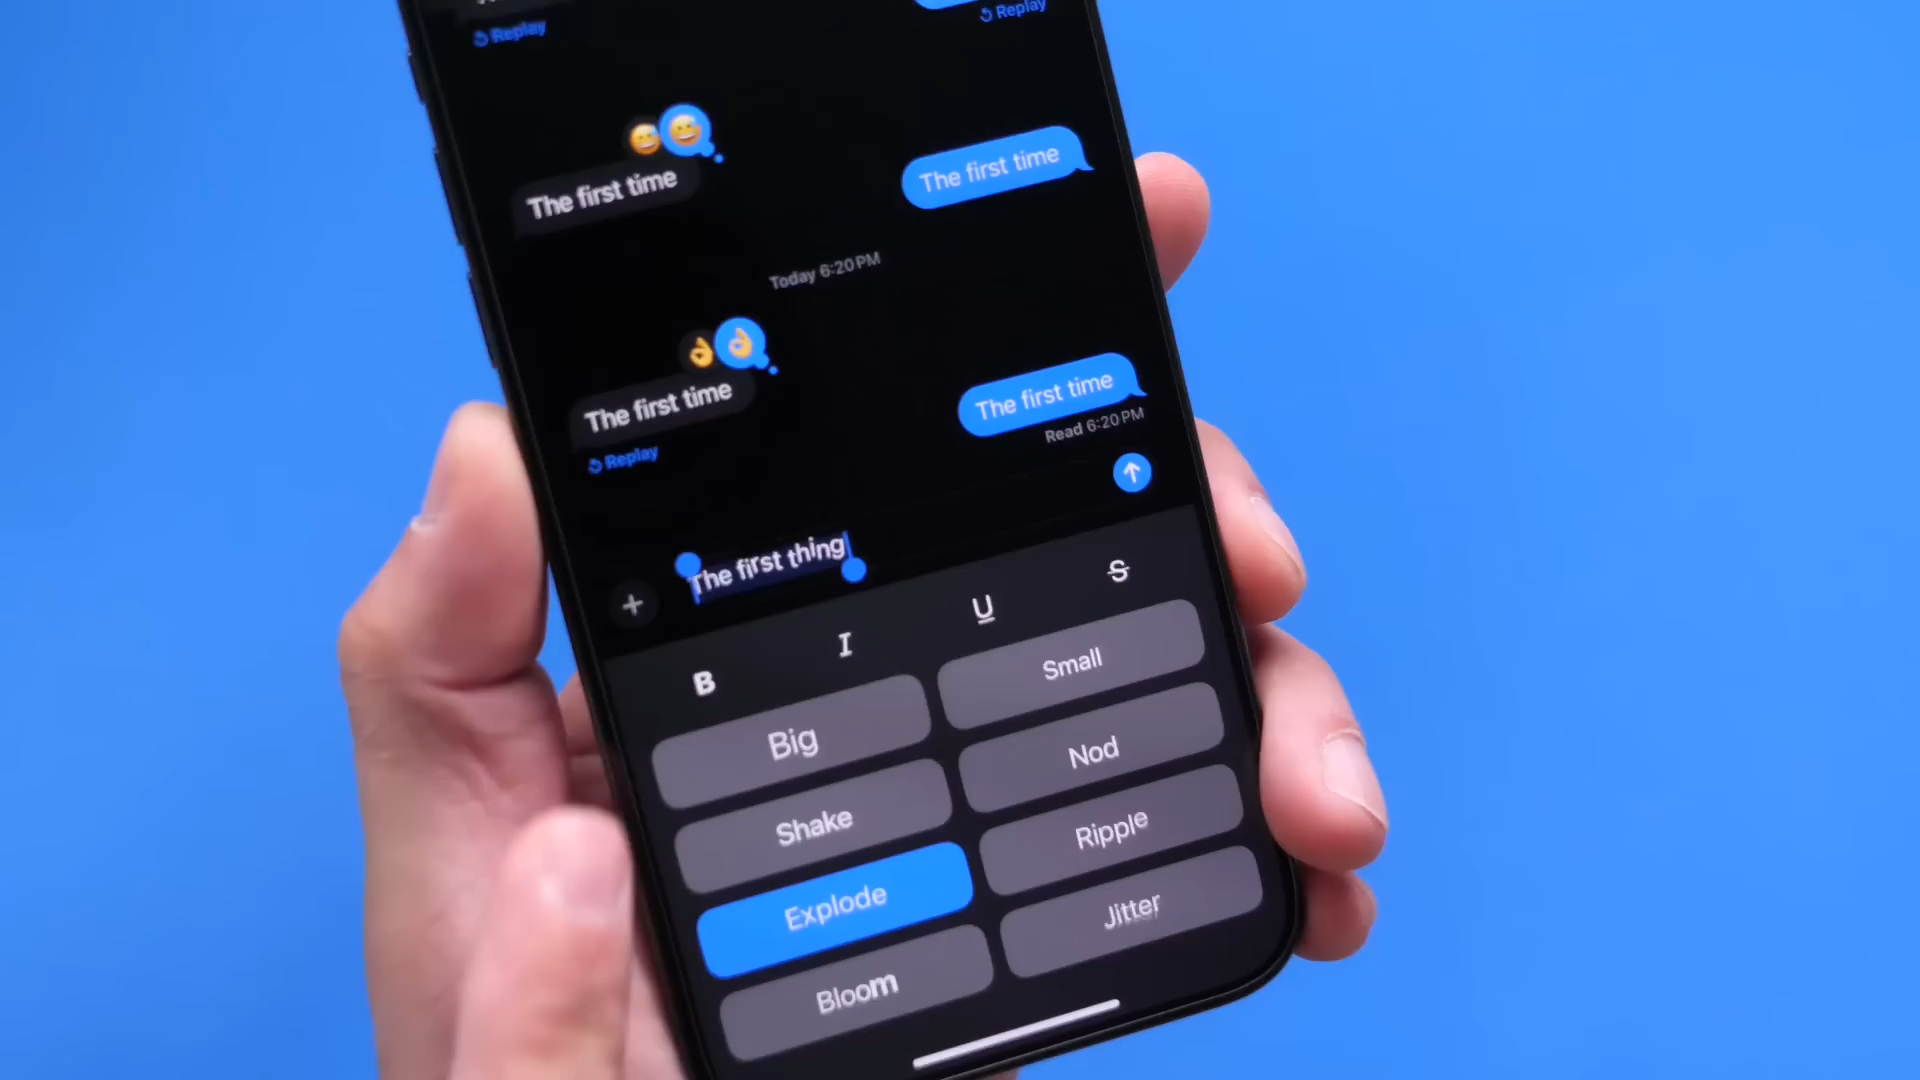 Replay
Replay
The first time
The first time
Today 6:20 PM
The first time
The first time
Read 6:20 PM
Replay
The first thing
B I U S
Big
Small
Shake
Nod
Explode
Ripple
Bloom
Jitter